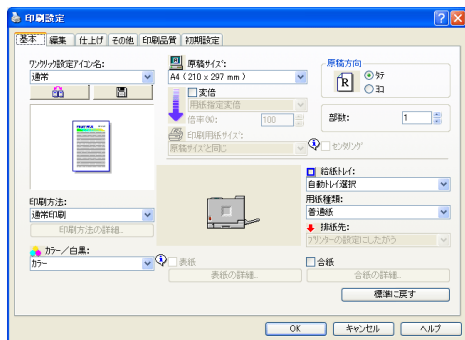 印刷設定
基本 編集 仕上げ その他 印刷品質 初期設定
ワンクリック設定アイコン名:
通常
原稿サイズ:
A4 (210 x 297 mm )
原稿方向
タテ
ヨコ
変倍
用紙指定変倍
倍率(%): 100
部数: 1
印刷用紙サイズ:
原稿サイズと同じ
センタリング
給紙トレイ:
自動トレイ選択
用紙種類:
普通紙
印刷方法:
通常印刷
印刷方法の詳細...
排紙先:
プリンターの設定にしたがう
カラー/白黒:
カラー
表紙
表紙の詳細...
合紙
合紙の詳細...
標準に戻す
OK キャンセル ヘルプ